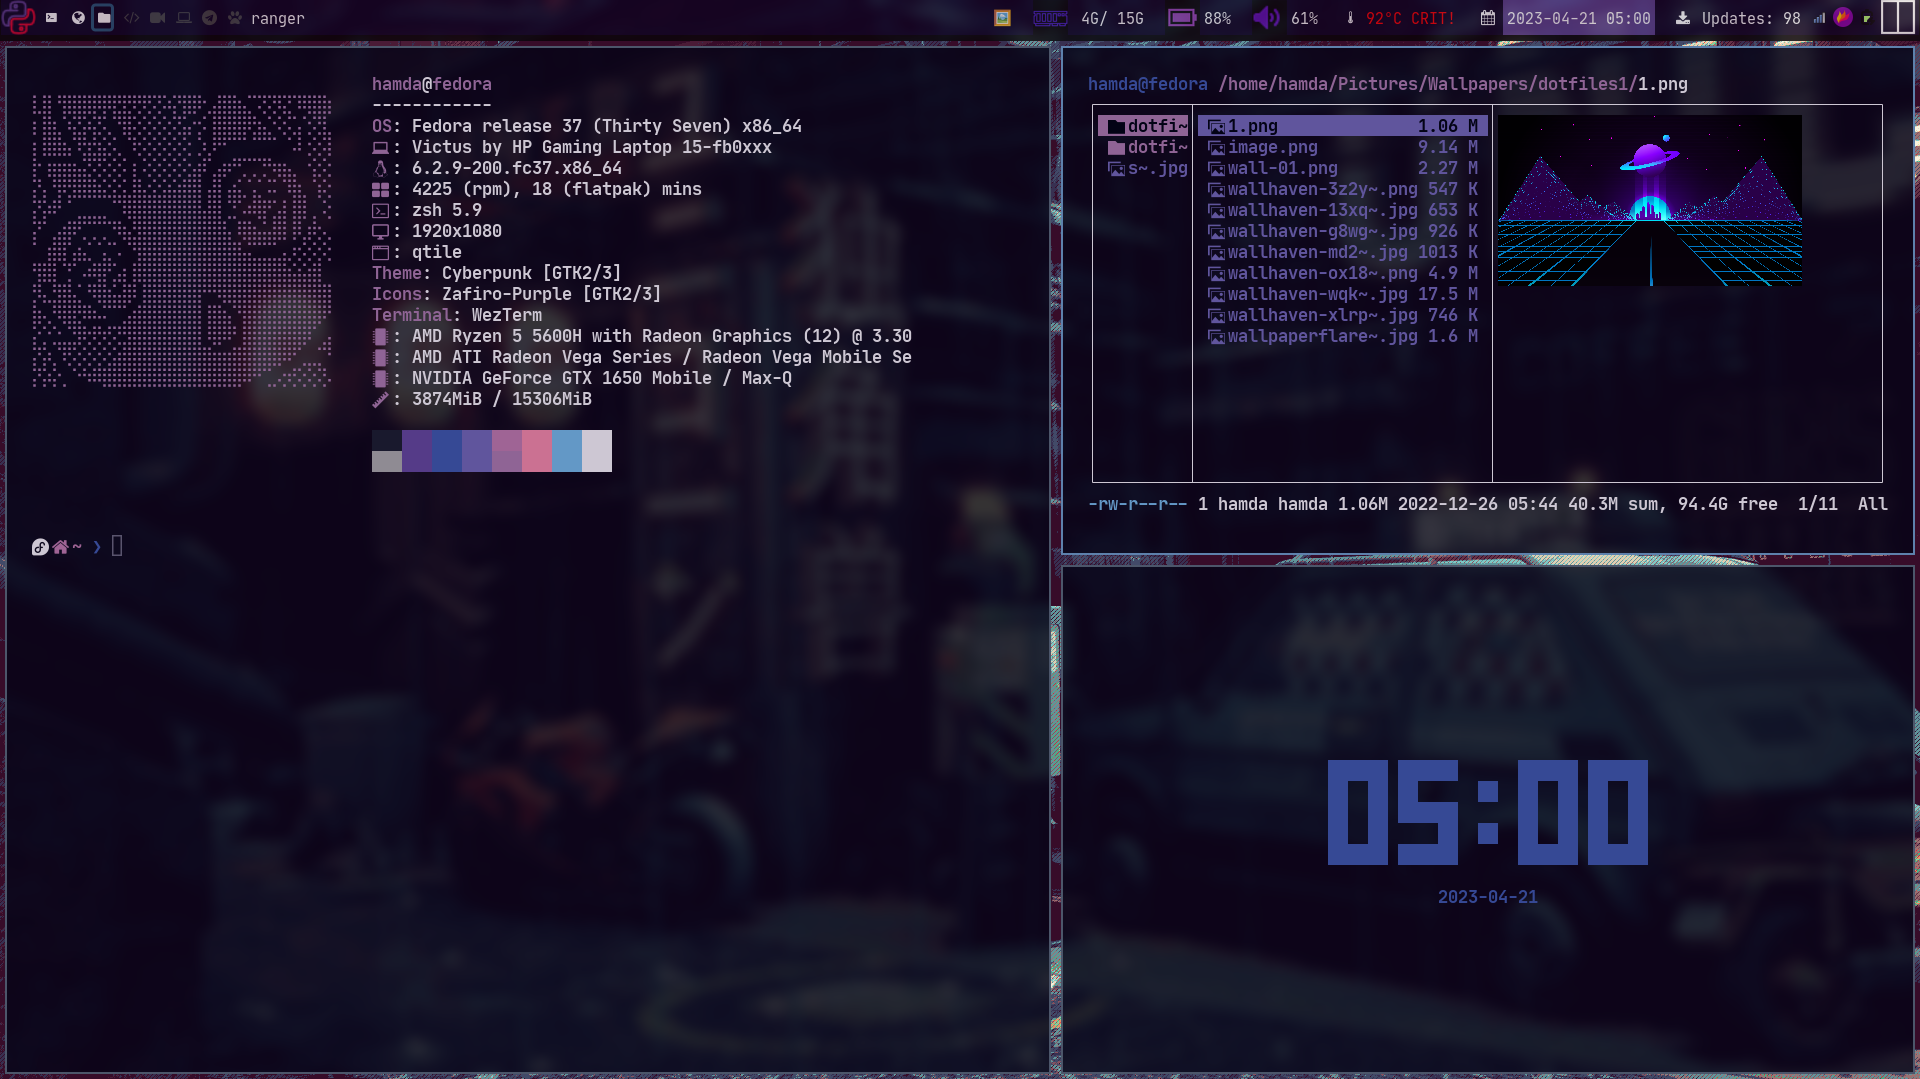 ranger
4G/ 15G
88%
61%
92°C CRIT!
2023-04-21 05:00
Updates: 98
hamda@fedora
------------
OS: Fedora release 37 (Thirty Seven) x86_64
: Victus by HP Gaming Laptop 15-fb0xxx
: 6.2.9-200.fc37.x86_64
: 4225 (rpm), 18 (flatpak) mins
: zsh 5.9
: 1920x1080
: qtile
Theme: Cyberpunk [GTK2/3]
Icons: Zafiro-Purple [GTK2/3]
Terminal: WezTerm
: AMD Ryzen 5 5600H with Radeon Graphics (12) @ 3.30
: AMD ATI Radeon Vega Series / Radeon Vega Mobile Se
: NVIDIA GeForce GTX 1650 Mobile / Max-Q
: 3874MiB / 15306MiB
~ ❯
hamda@fedora /home/hamda/Pictures/Wallpapers/dotfiles1/1.png
dotfi~
dotfi~
s~.jpg
1.png 1.06 M
image.png 9.14 M
wall-01.png 2.27 M
wallhaven-3z2y~.png 547 K
wallhaven-13xq~.jpg 653 K
wallhaven-g8wg~.jpg 926 K
wallhaven-md2~.jpg 1013 K
wallhaven-ox18~.png 4.9 M
wallhaven-wqk~.jpg 17.5 M
wallhaven-xlrp~.jpg 746 K
wallpaperflare~.jpg 1.6 M
-rw-r--r-- 1 hamda hamda 1.06M 2022-12-26 05:44 40.3M sum, 94.4G free 1/11 All
05:00
2023-04-21